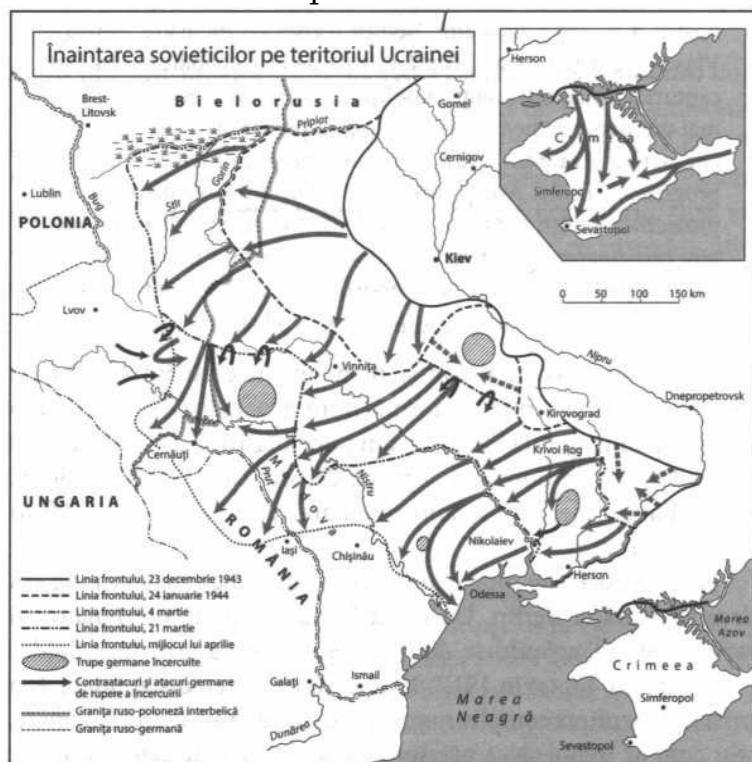 Înaintarea sovieticilor pe teritoriul Ucrainei
Herson
Crimeea
Simferopol
Sevastopol
Brest-
Litovsk
Bielorusia
Gomel
Pripiat
Cernigov
Lublin
Bug
Gorîn
Stîr
POLONIA
Kiev
0 50 100 150 km
Lvov
Nipru
Vinnița
Dnepropetrovsk
Kirovograd
Krivoi Rog
Cernăuți
Prut
Nistru
UNGARIA
ROMÂNIA
Nikolaiev
Iași
Chișinău
Herson
Odessa
Linia frontului, 23 decembrie 1943
Linia frontului, 24 ianuarie 1944
Linia frontului, 4 martie
Linia frontului, 21 martie
Linia frontului, mijlocul lui aprilie
Trupe germane încercuite
Contraatacuri și atacuri germane
de rupere a încercuirii
Granița ruso-poloneză interbelică
Granița ruso-germană
Galați
Ismail
Dunărea
Marea
Neagră
Marea
Azov
Crimeea
Simferopol
Sevastopol